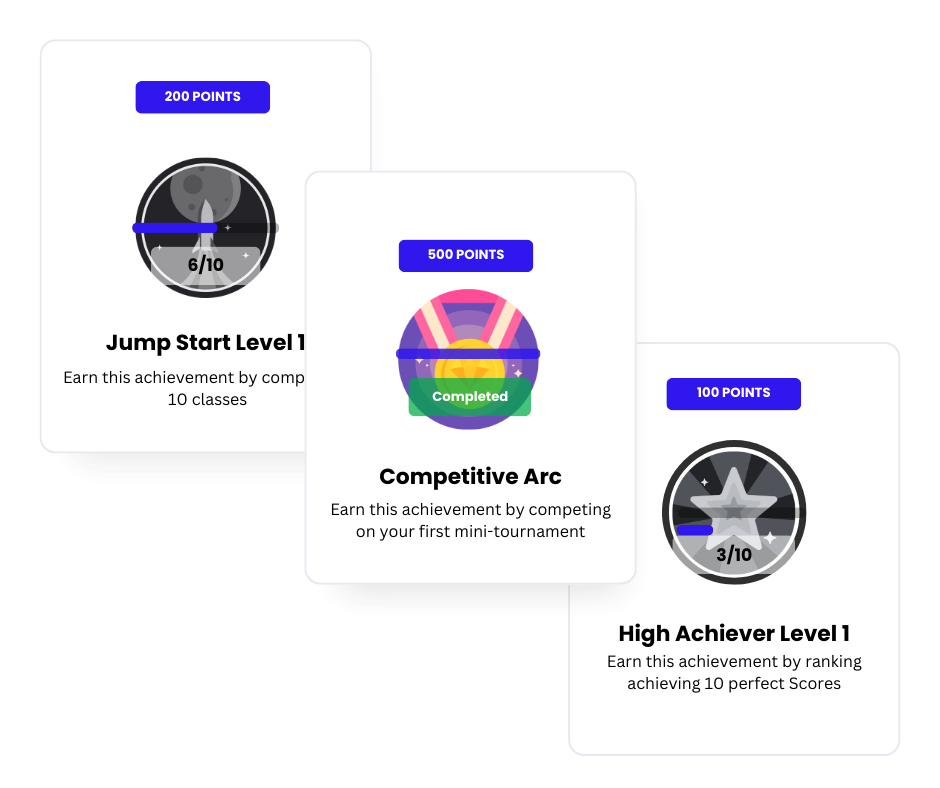 200 POINTS
6/10
Jump Start Level 1
Earn this achievement by
10 classes
500 POINTS
Completed
Competitive Arc
Earn this achievement by competing
on your first mini-tournament
100 POINTS
3/10
High Achiever Level 1
Earn this achievement by ranking
achieving 10 perfect Scores